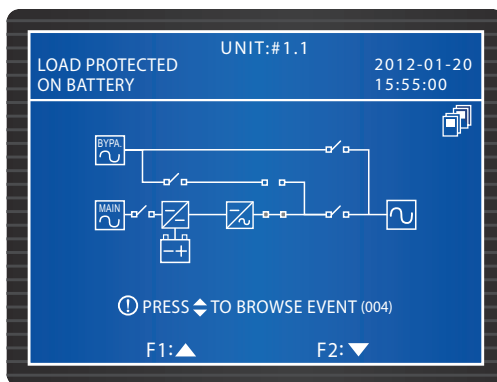 UNIT:#1.1
LOAD PROTECTED
ON BATTERY
2012-01-20
15:55:00
BYPA.
MAIN
PRESS TO BROWSE EVENT (004)
F1:
F2: